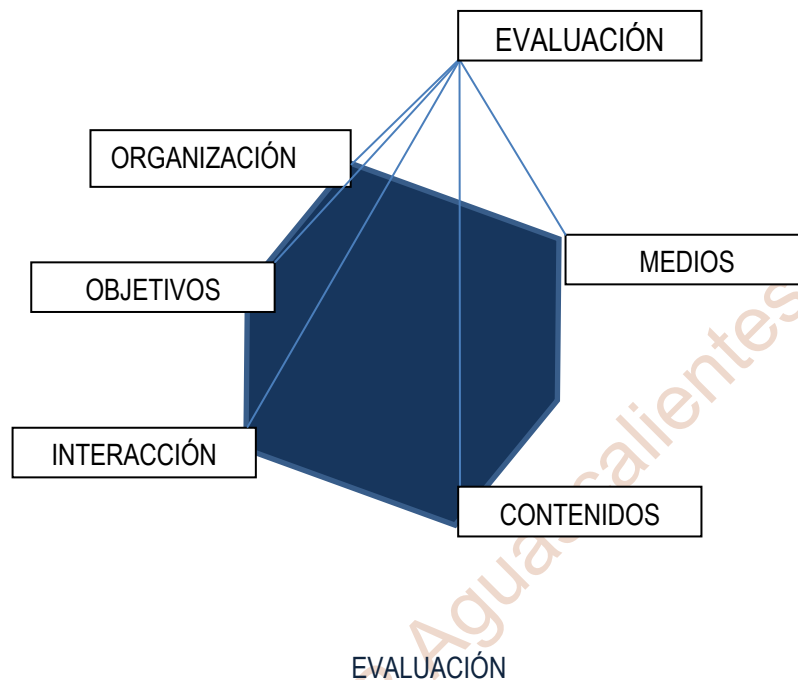 EVALUACIÓN
ORGANIZACIÓN
MEDIOS
OBJETIVOS
INTERACCIÓN
CONTENIDOS
Aguascalientes
EVALUACIÓN